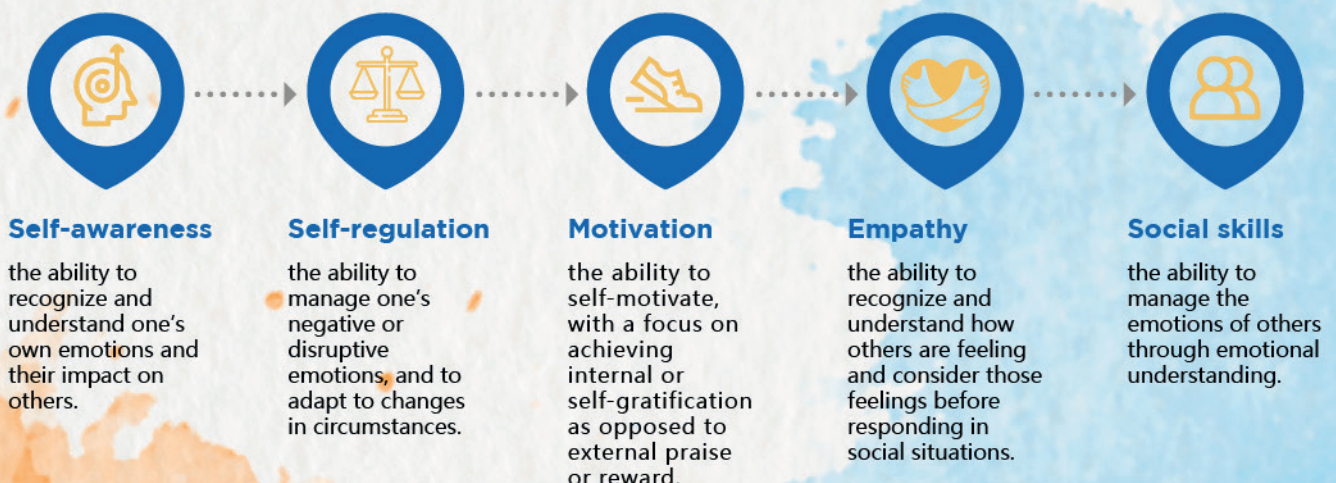 Self-awareness
the ability to
recognize and
understand one's
own emotions and
their impact on
others.
Self-regulation
the ability to
manage one's
negative or
disruptive
emotions, and to
adapt to changes
in circumstances.
Motivation
the ability to
self-motivate,
with a focus on
achieving
internal or
self-gratification
as opposed to
external praise
or reward.
Empathy
the ability to
recognize and
understand how
others are feeling
and consider those
feelings before
responding in
social situations.
Social skills
the ability to
manage the
emotions of others
through emotional
understanding.